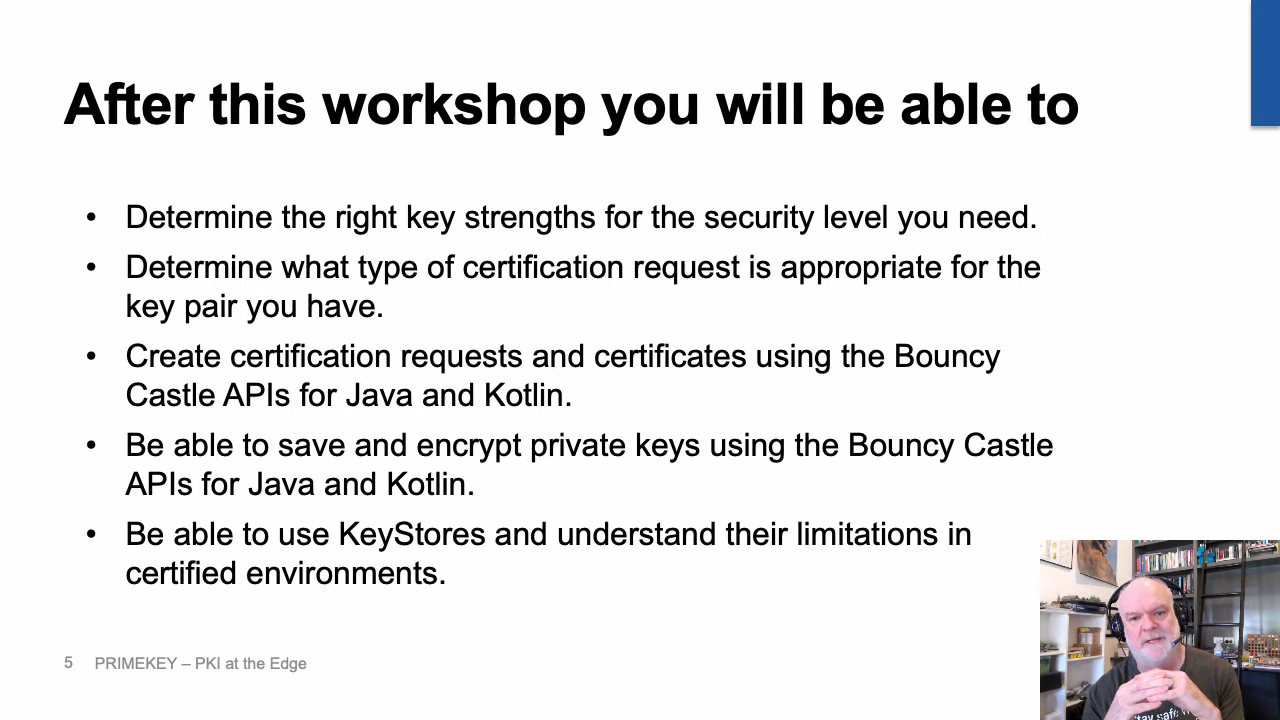 After this workshop you will be able to
• Determine the right key strengths for the security level you need.
• Determine what type of certification request is appropriate for the
key pair you have.
• Create certification requests and certificates using the Bouncy
Castle APIs for Java and Kotlin.
• Be able to save and encrypt private keys using the Bouncy Castle
APIs for Java and Kotlin.
• Be able to use KeyStores and understand their limitations in
certified environments.
5 PRIMEKEY – PKI at the Edge